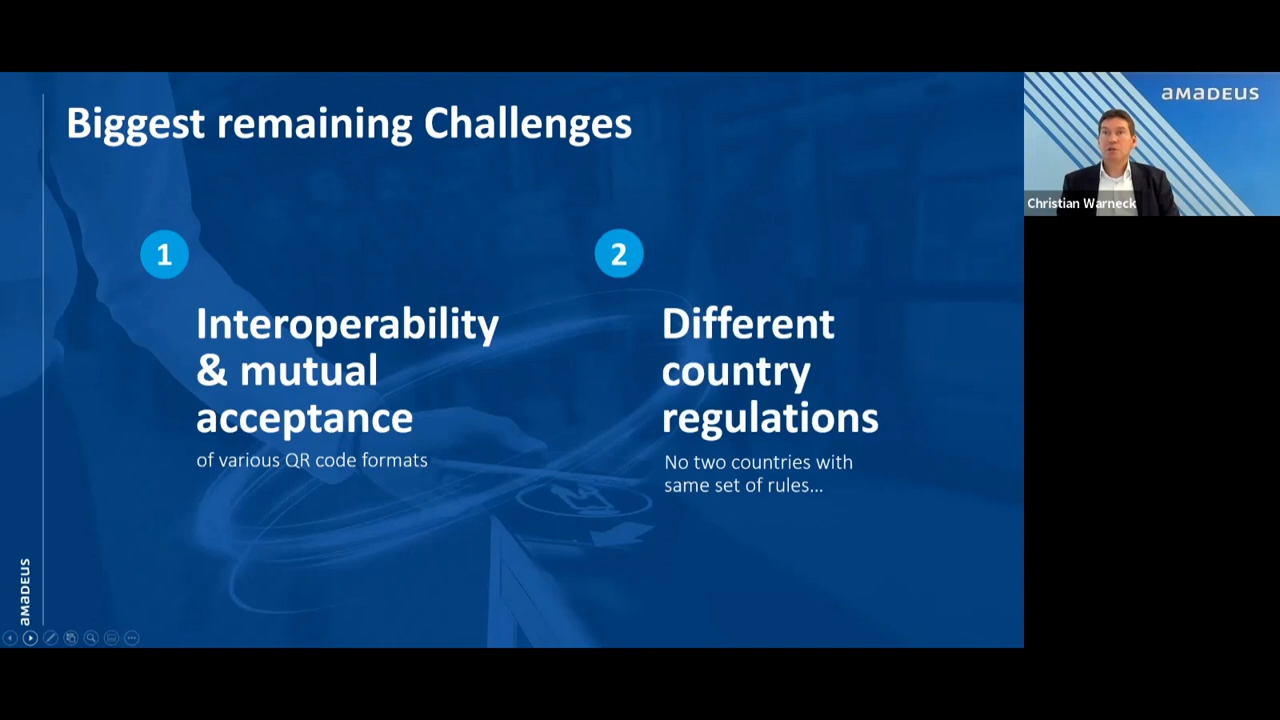 Biggest remaining Challenges
1
Interoperability
& mutual
acceptance
of various QR code formats
2
Different
country
regulations
No two countries with
same set of rules...
amadeus
amadeus
Christian Warneck